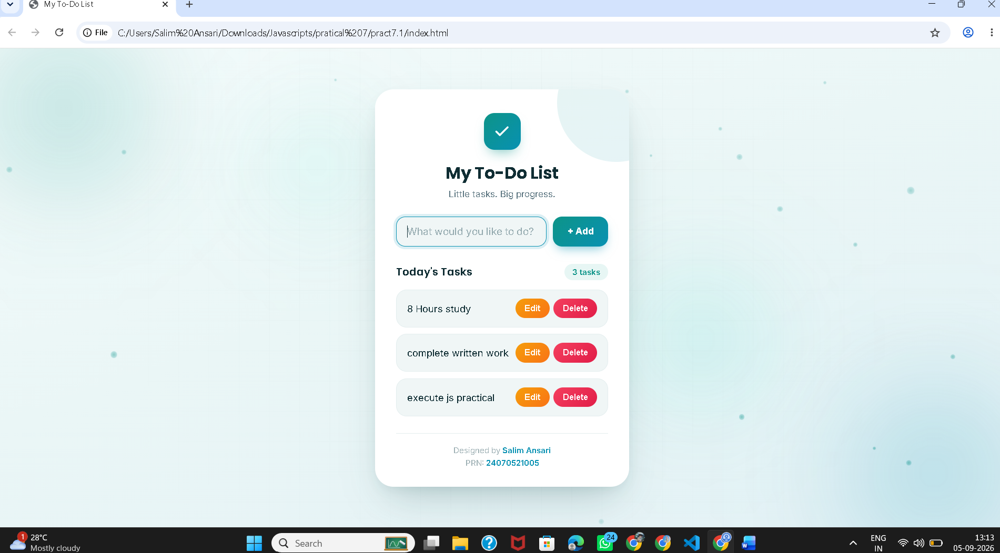 My To-Do List
File C:/Users/Salim%20Ansari/Downloads/Javascripts/pratical%207/pract7.1/index.html
My To-Do List
Little tasks. Big progress.
What would you like to do? + Add
Today's Tasks 3 tasks
8 Hours study Edit Delete
complete written work Edit Delete
execute js practical Edit Delete
Designed by Salim Ansari
PRN: 24070521005
1 28°C
Mostly cloudy
Search
24
W
ENG
IN
13:13
05-09-2026